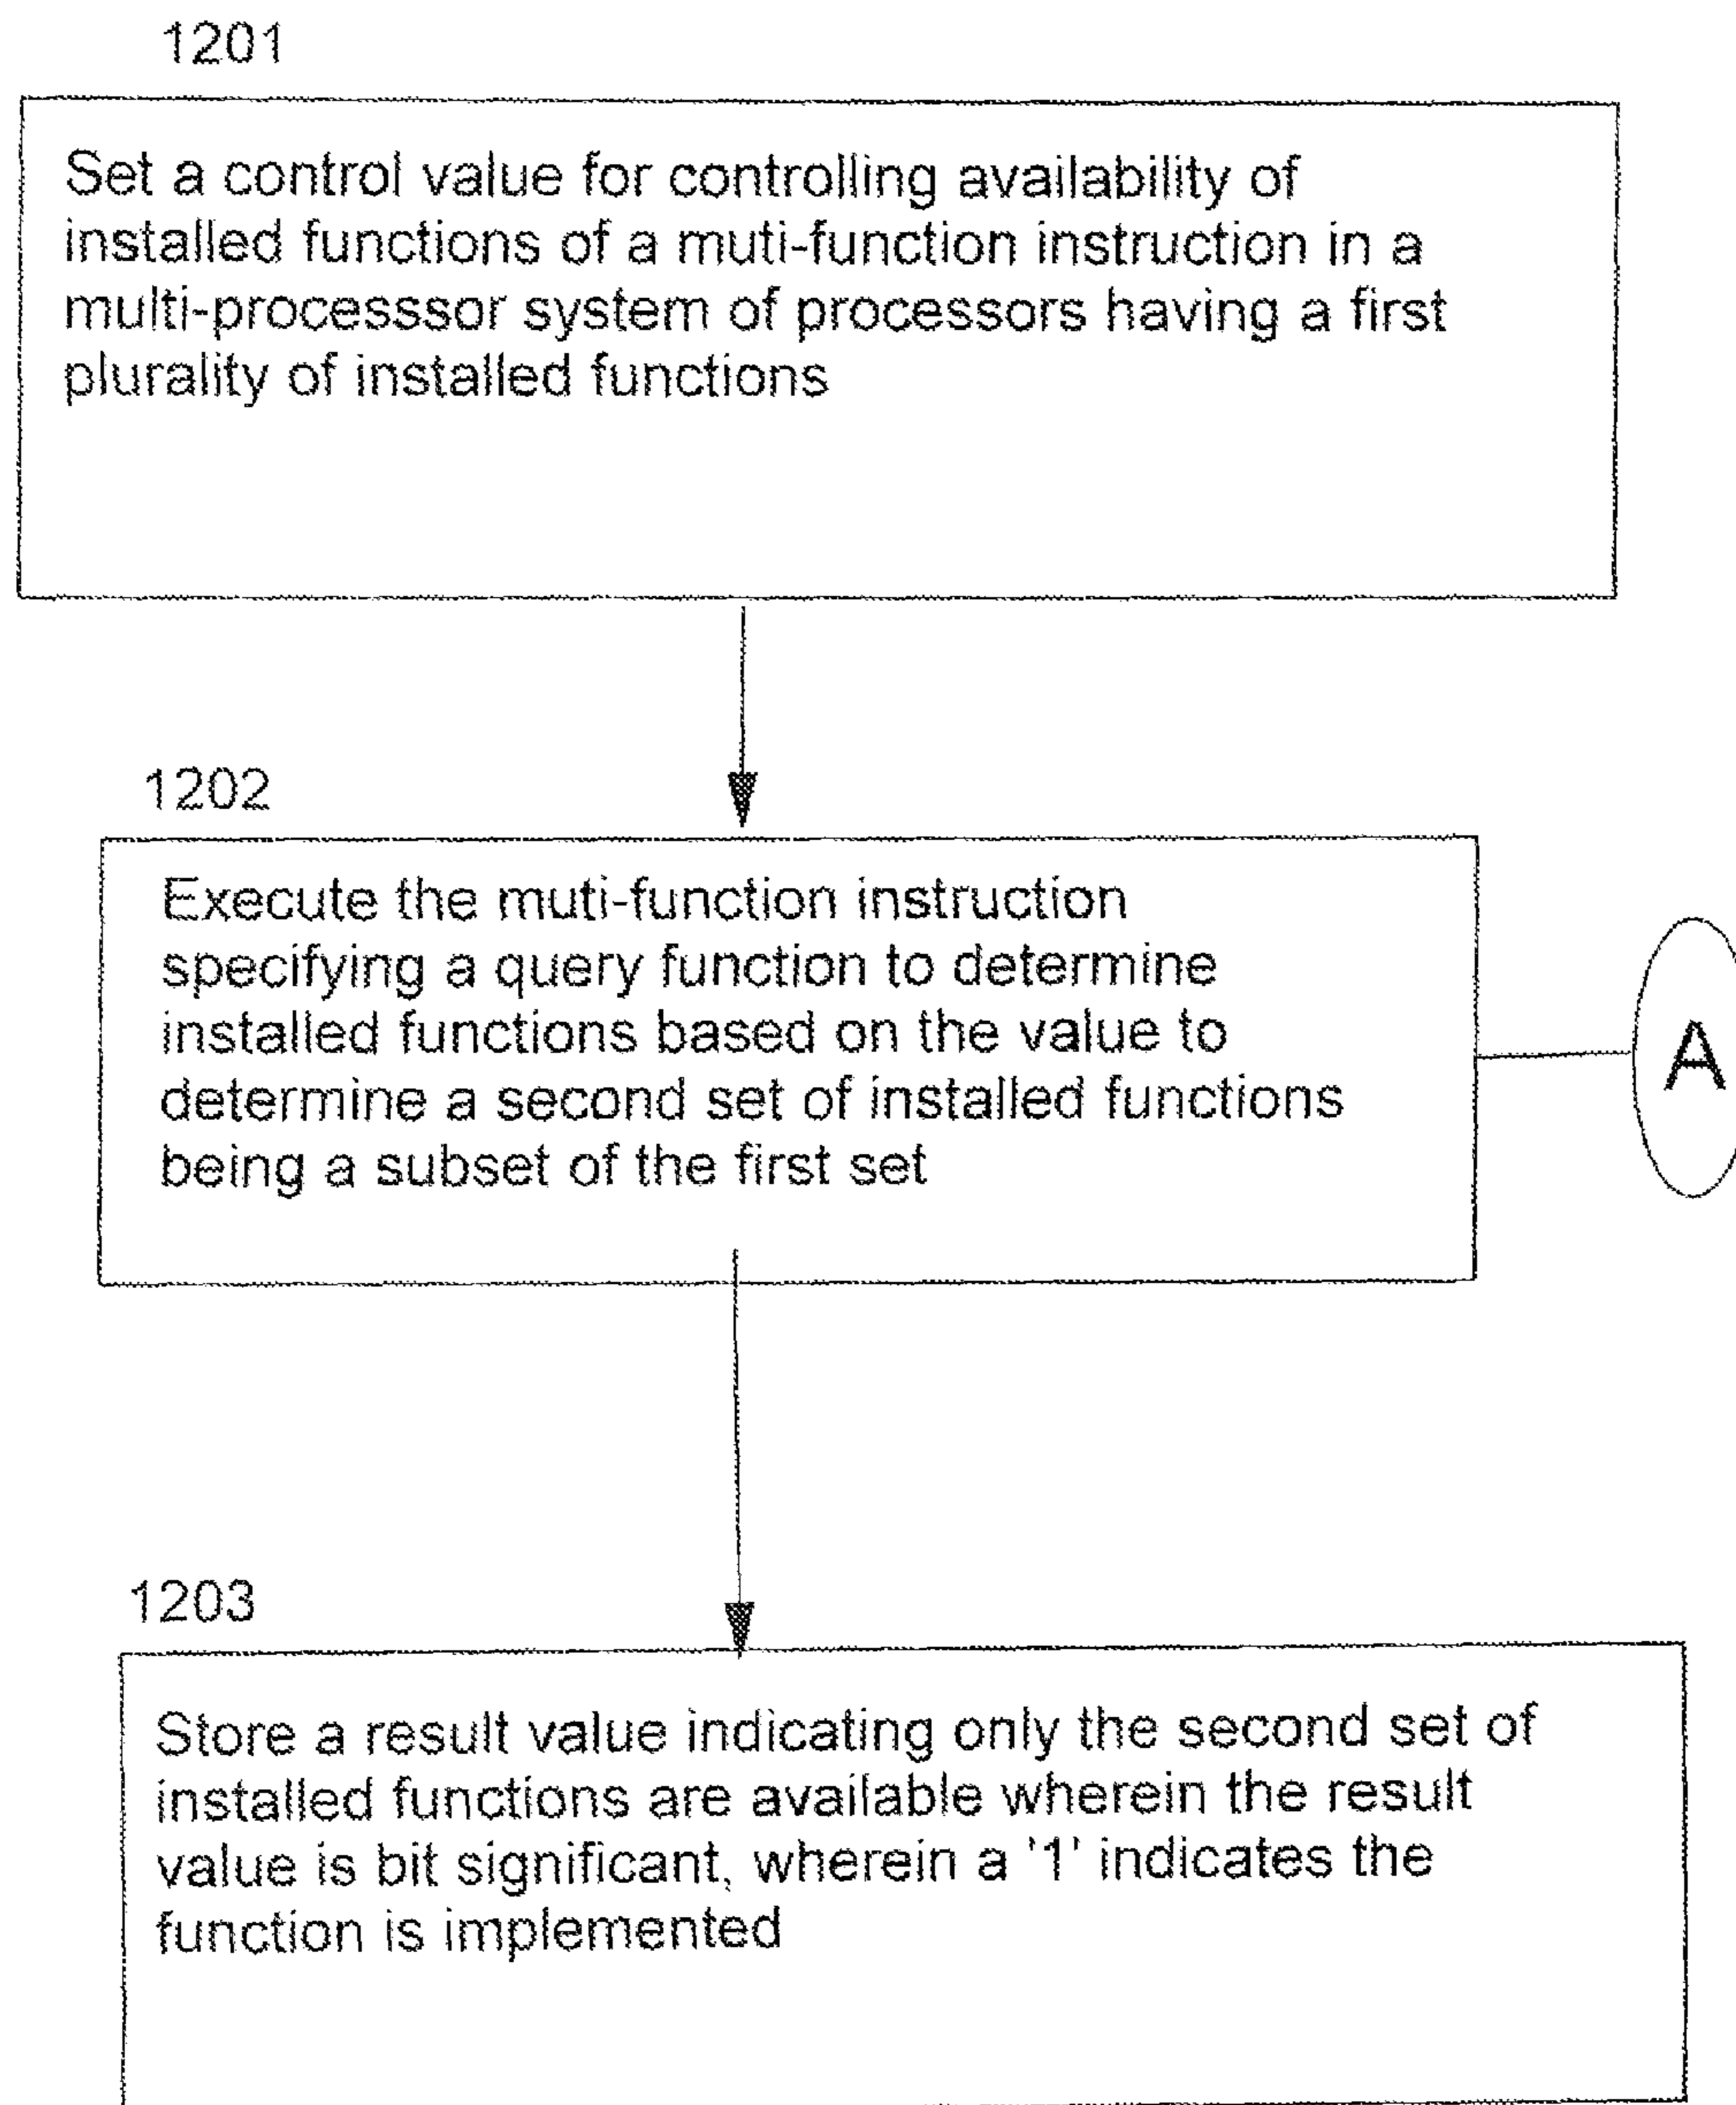 1201
Set a control value for controlling availability of
installed functions of a muti-function instruction in a
multi-processsor system of processors having a first
plurality of installed functions
1202
Execute the muti-function instruction
specifying a query function to determine
installed functions based on the value to
determine a second set of installed functions
being a subset of the first set
A
1203
Store a result value indicating only the second set of
installed functions are available wherein the result
value is bit significant, wherein a '1' indicates the
function is implemented